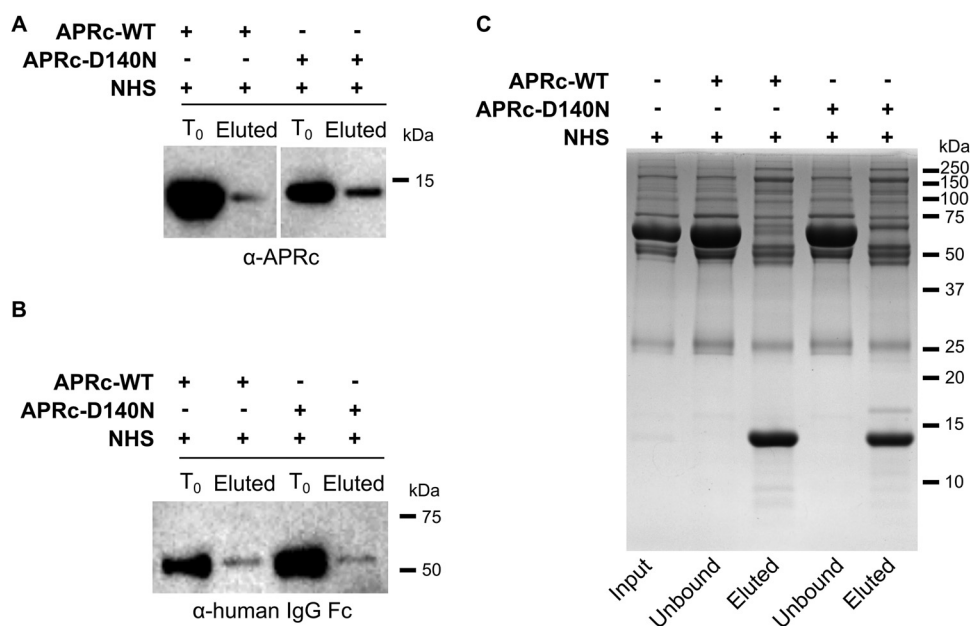 A
APRc-WT + + - -
APRc-D140N - - + +
NHS + + + +
T0 Eluted T0 Eluted kDa
15
α-APRc
B
APRc-WT + + - -
APRc-D140N - - + +
NHS + + + +
T0 Eluted T0 Eluted kDa
75
50
α-human IgG Fc
C
APRc-WT - + + - -
APRc-D140N - - - + +
NHS + + + + +
kDa
250
150
100
75
50
37
25
20
15
10
Input Unbound Eluted Unbound Eluted